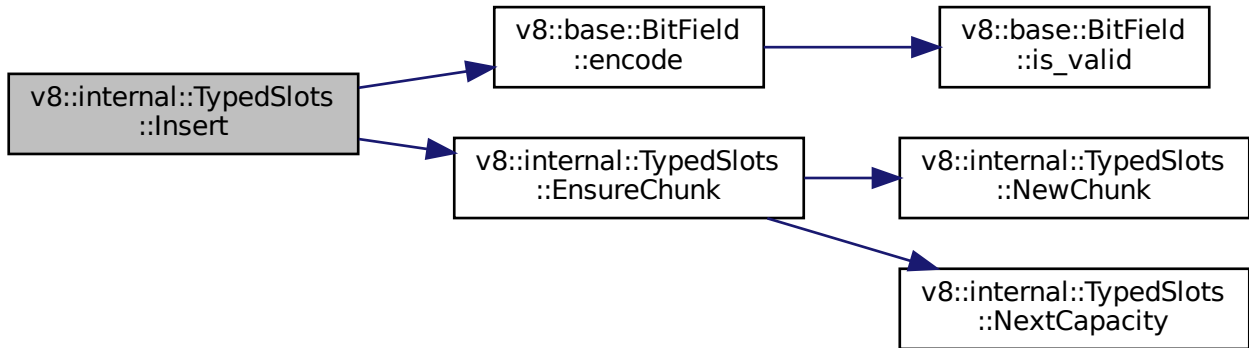 v8::internal::TypedSlots
::Insert
v8::base::BitField
::encode
v8::base::BitField
::is_valid
v8::internal::TypedSlots
::EnsureChunk
v8::internal::TypedSlots
::NewChunk
v8::internal::TypedSlots
::NextCapacity